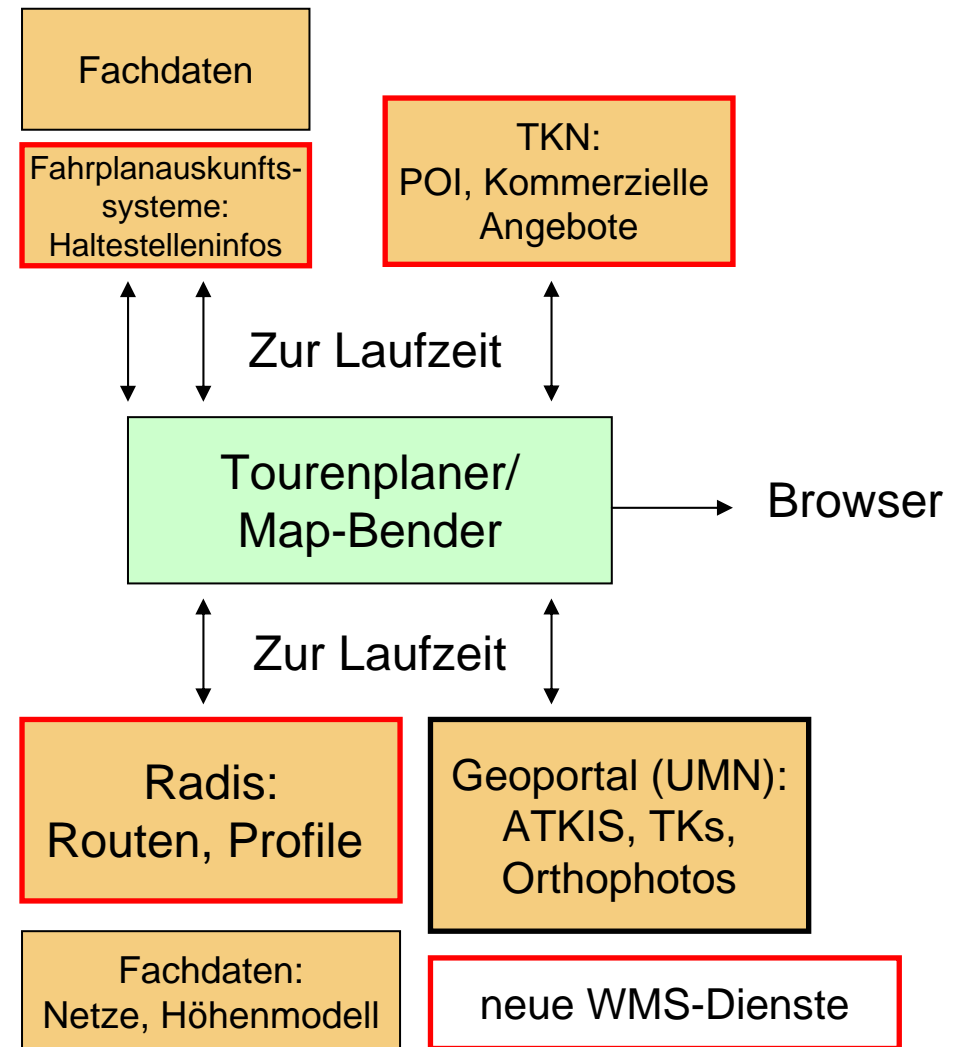 Fachdaten
Fahrplanauskunfts-
systeme:
Haltestelleninfos
TKN:
POI, Kommerzielle
Angebote
Zur Laufzeit
Tourenplaner/
Map-Bender
Browser
Zur Laufzeit
Radis:
Routen, Profile
Geoportal (UMN):
ATKIS, TKs,
Orthophotos
Fachdaten:
Netze, Höhenmodell
neue WMS-Dienste